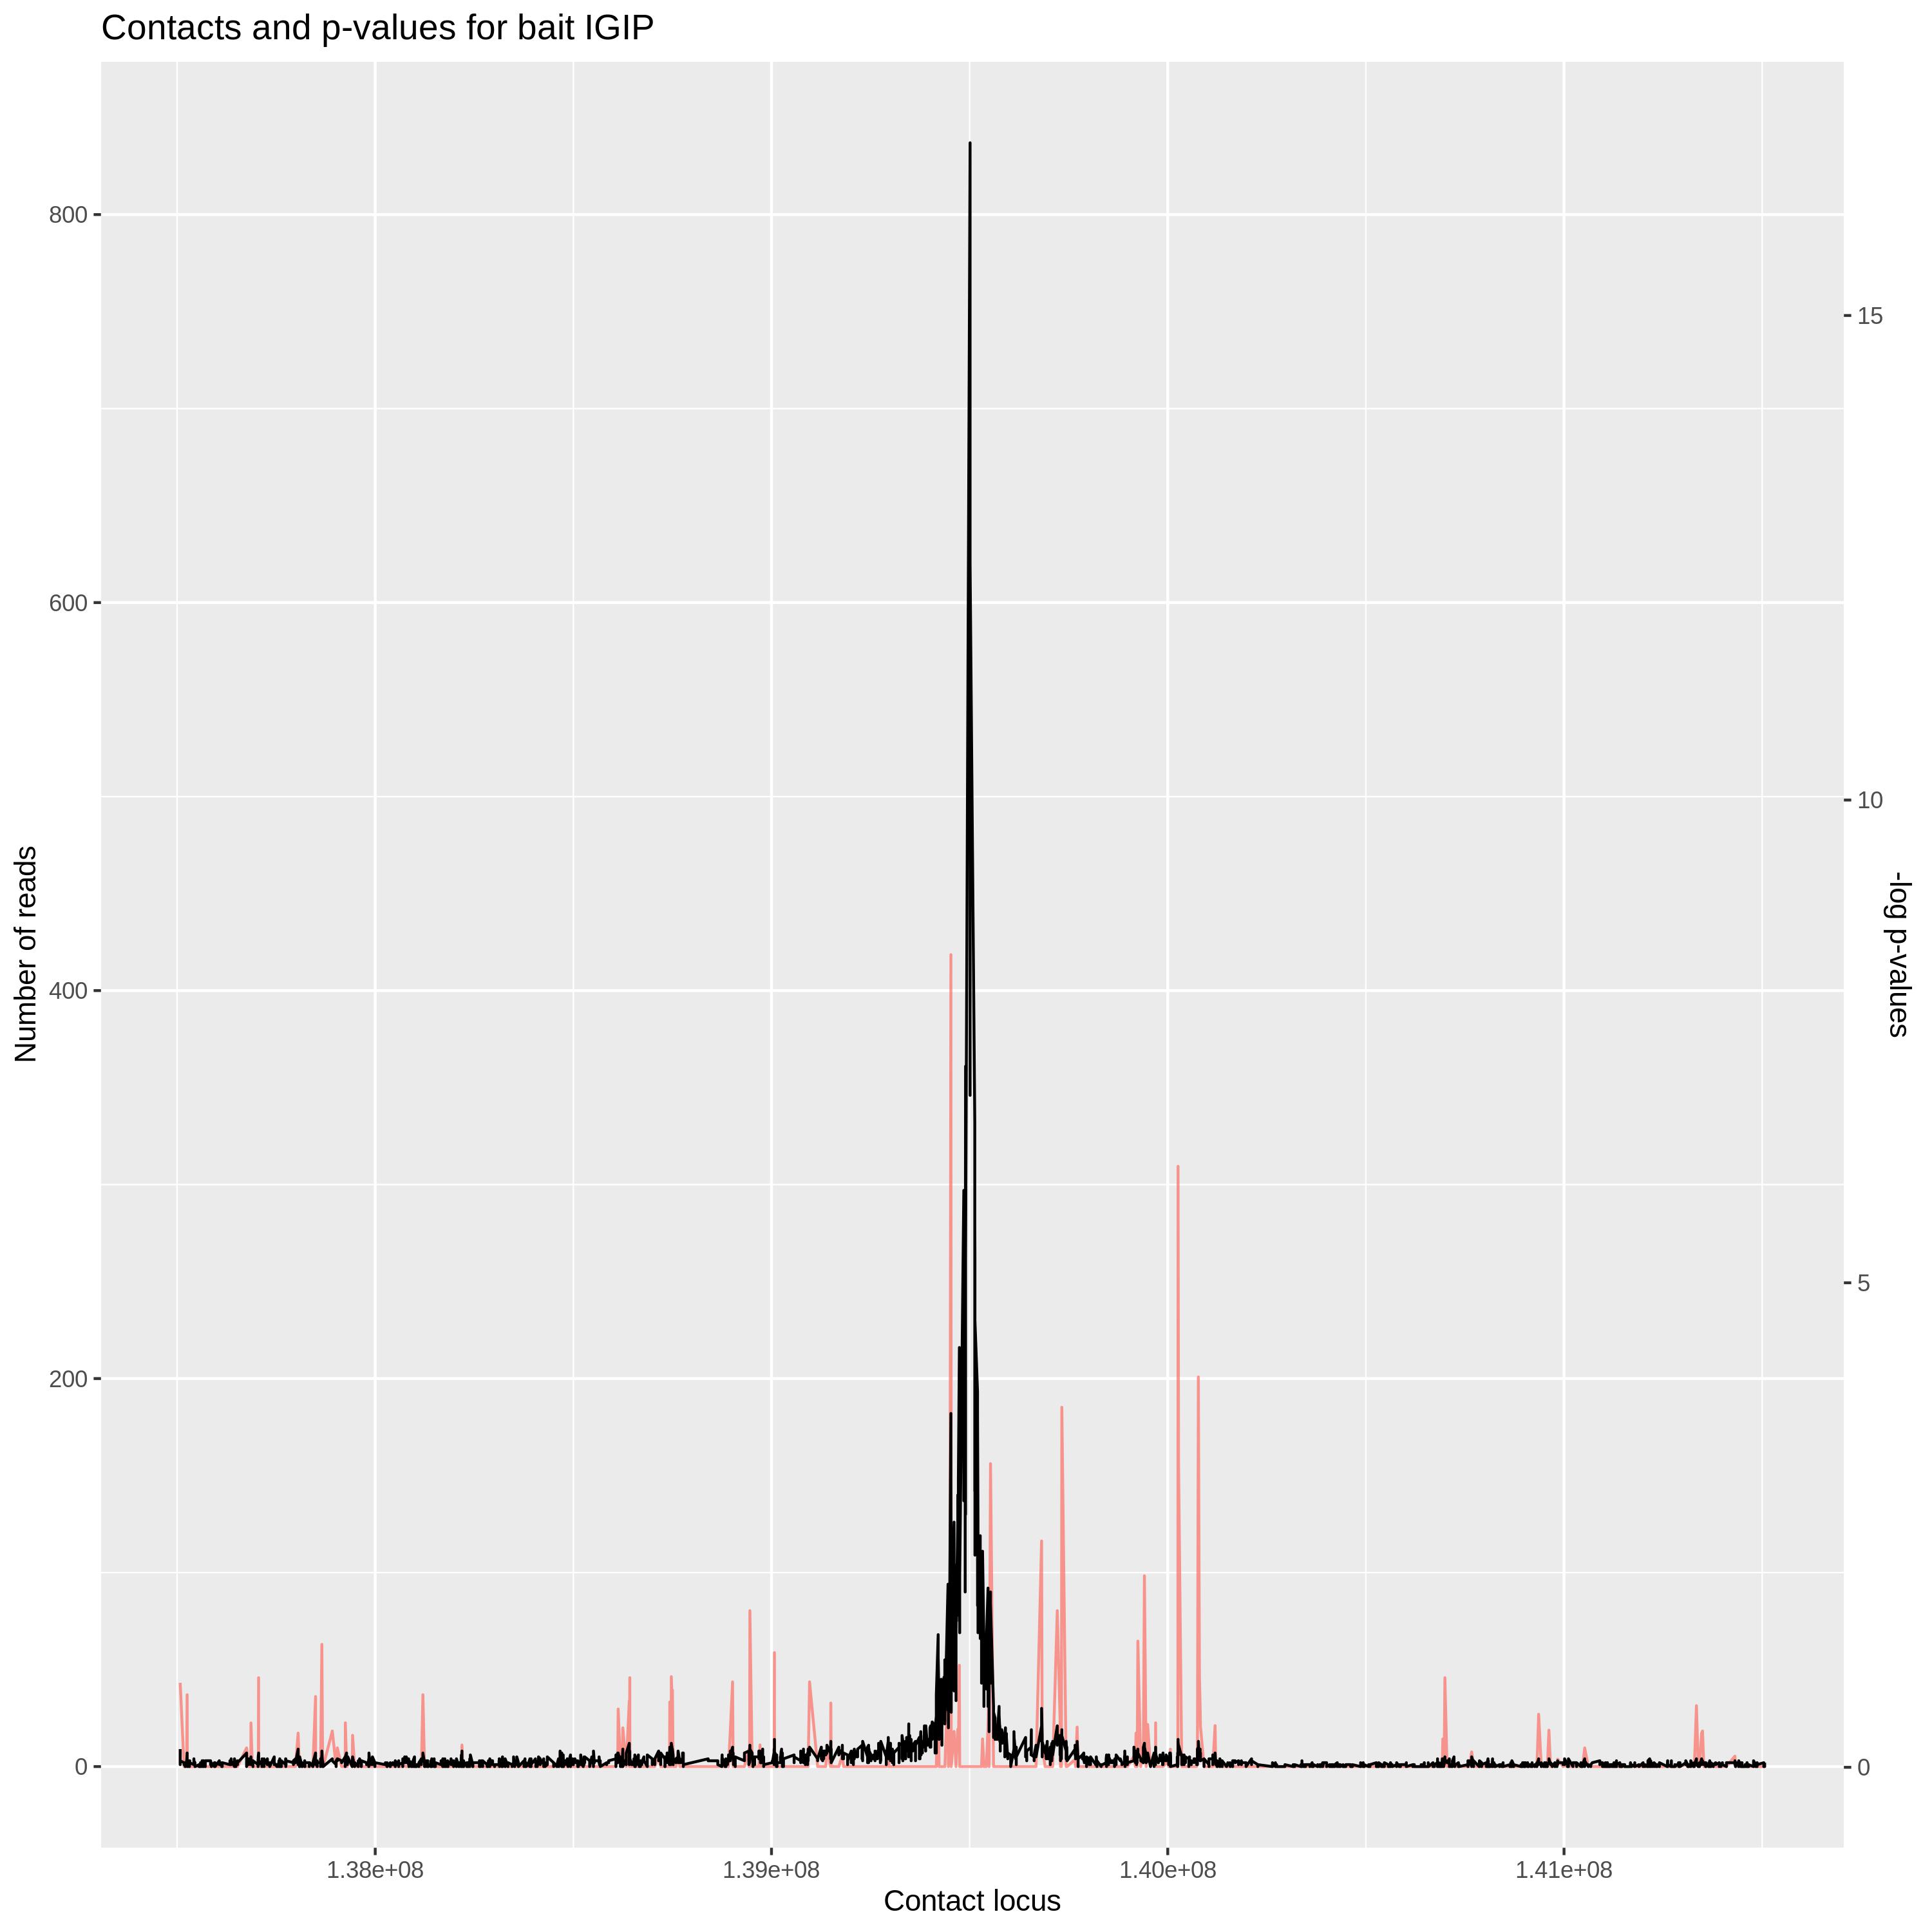 Contacts and p-values for bait IGIP
800
600
400
200
0
Number of reads
15
10
5
0
-log p-values
1.38e+08
1.39e+08
1.40e+08
1.41e+08
Contact locus